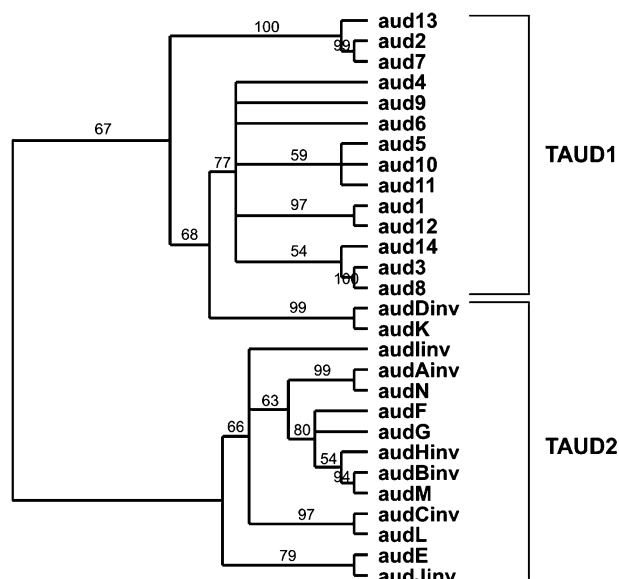 100
aud13
99
aud2
aud7
aud4
aud9
67
aud6
aud5
77
59
aud10
TAUD1
aud11
97
aud1
aud12
68
54
aud14
aud3
100
aud8
99
audDinv
audK
audIinv
99
audAinv
63
audN
audF
66
80
audG
TAUD2
54
audHinv
94
audBinv
audM
97
audCinv
audL
79
audE
audJinv